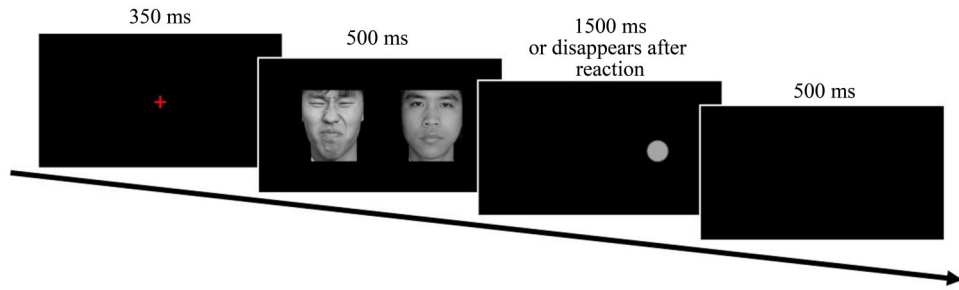 350 ms
500 ms
1500 ms
or disappears after
reaction
500 ms